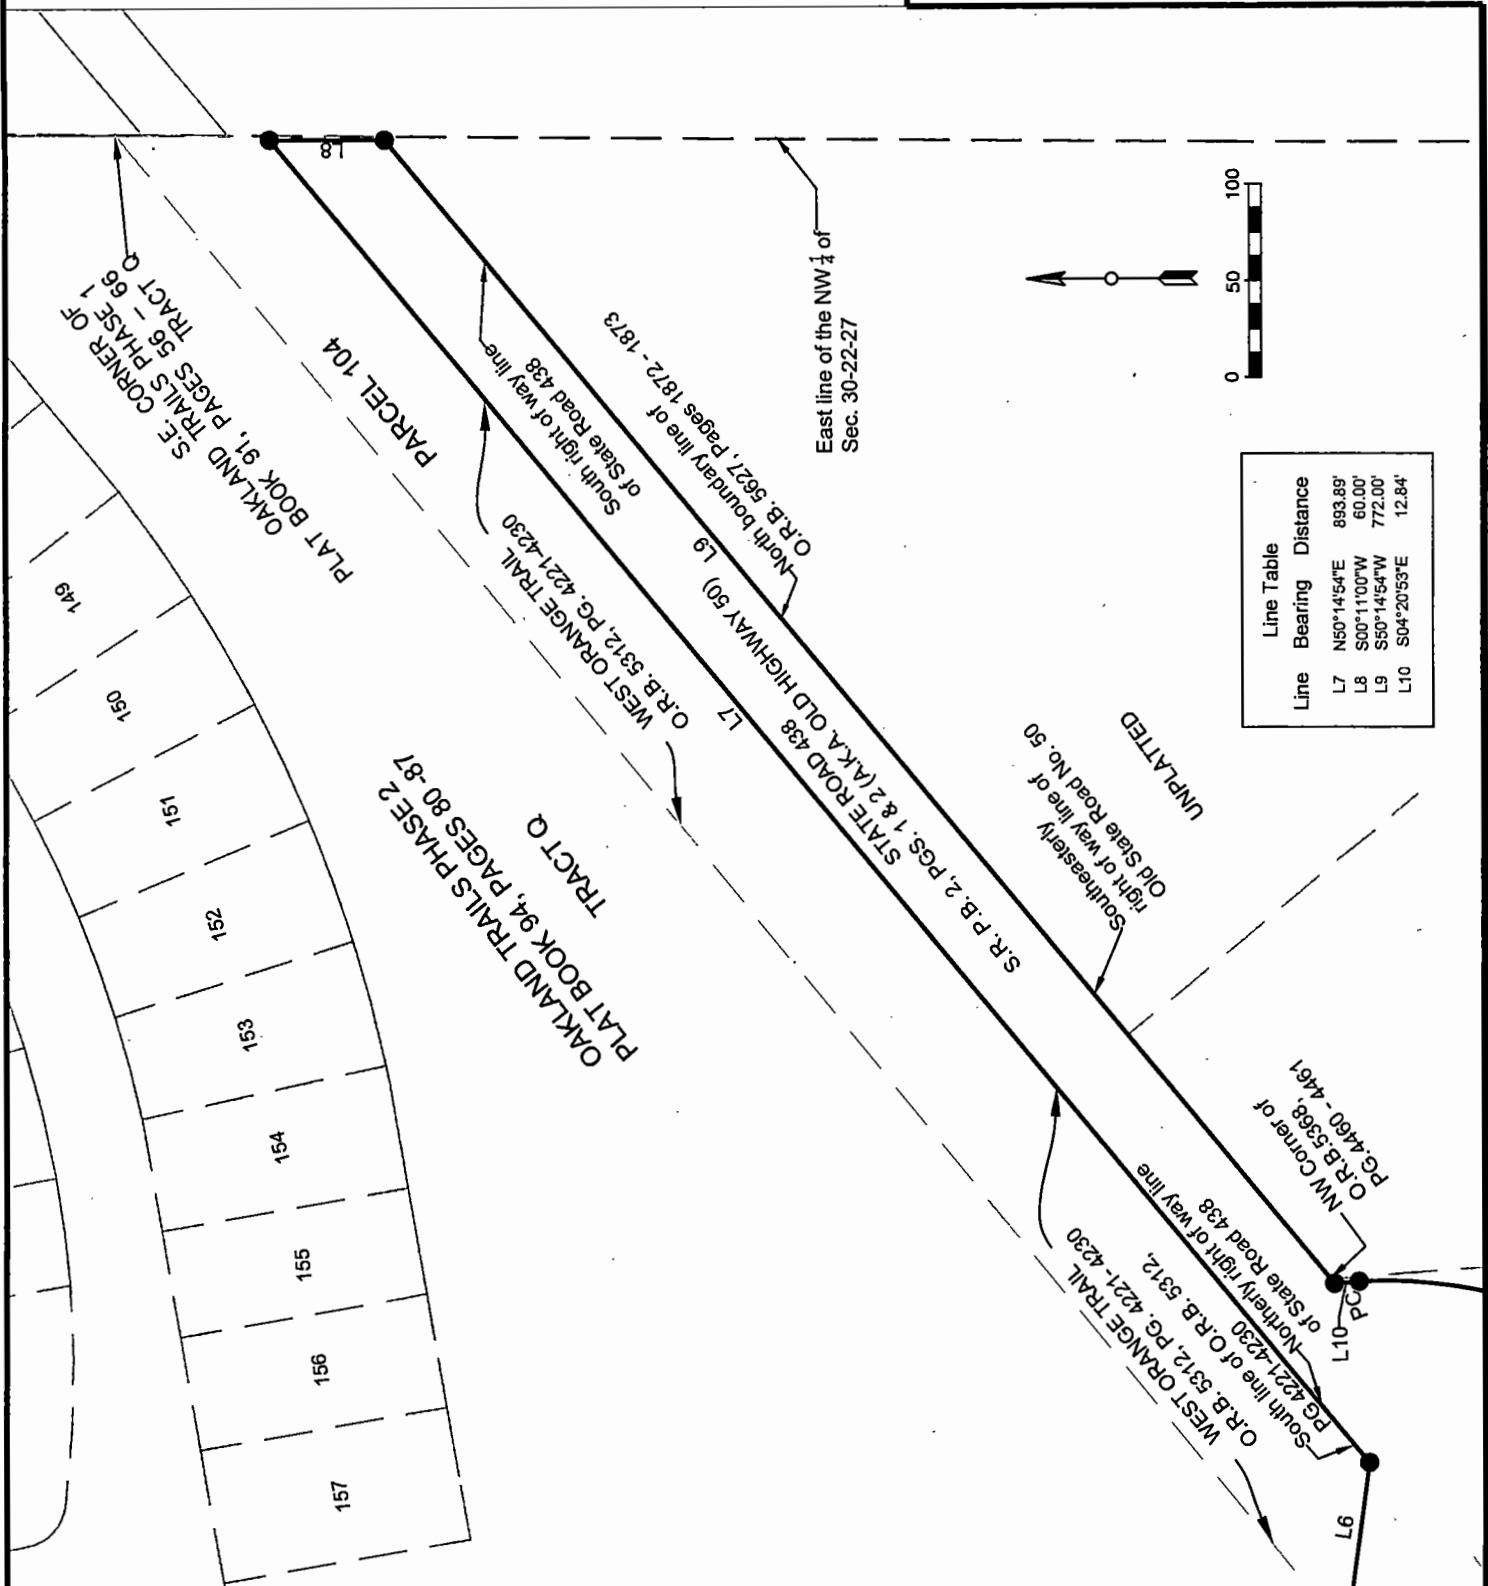 L8
S.E. CORNER OF
OAKLAND TRAILS PHASE 1
PLAT BOOK 91, PAGES 56 – 66
TRACT Q
PARCEL 104
South right of way line
of State Road 438
North boundary line of
O.R.B. 5627, Pages 1872 - 1873
East line of the NW 1/4 of
Sec. 30-22-27
0 50 100
WEST ORANGE TRAIL
O.R.B. 5312, PG. 4221-4230
L9
L7
STATE ROAD 438
S.R. P.B. 2, PGS. 1 & 2 (A.K.A. OLD HIGHWAY 50)
OAKLAND TRAILS PHASE 2
PLAT BOOK 94, PAGES 80 -87
TRACT Q
149
150
151
152
153
154
155
156
157
Line Table
Line Bearing Distance
L7 N50°14'54"E 893.89'
L8 S00°11'00"W 60.00'
L9 S50°14'54"W 772.00'
L10 S04°20'53"E 12.84'
UNPLATTED
Southeasterly
right of way line of
Old State Road No. 50
NW Corner of
O.R.B.5368,
PG.4460 - 4461
WEST ORANGE TRAIL
O.R.B. 5312, PG. 4221-4230
South line of O.R.B. 5312,
PG 4221-4230
Northerly right of way line
of State Road 438
L10
PC
L6